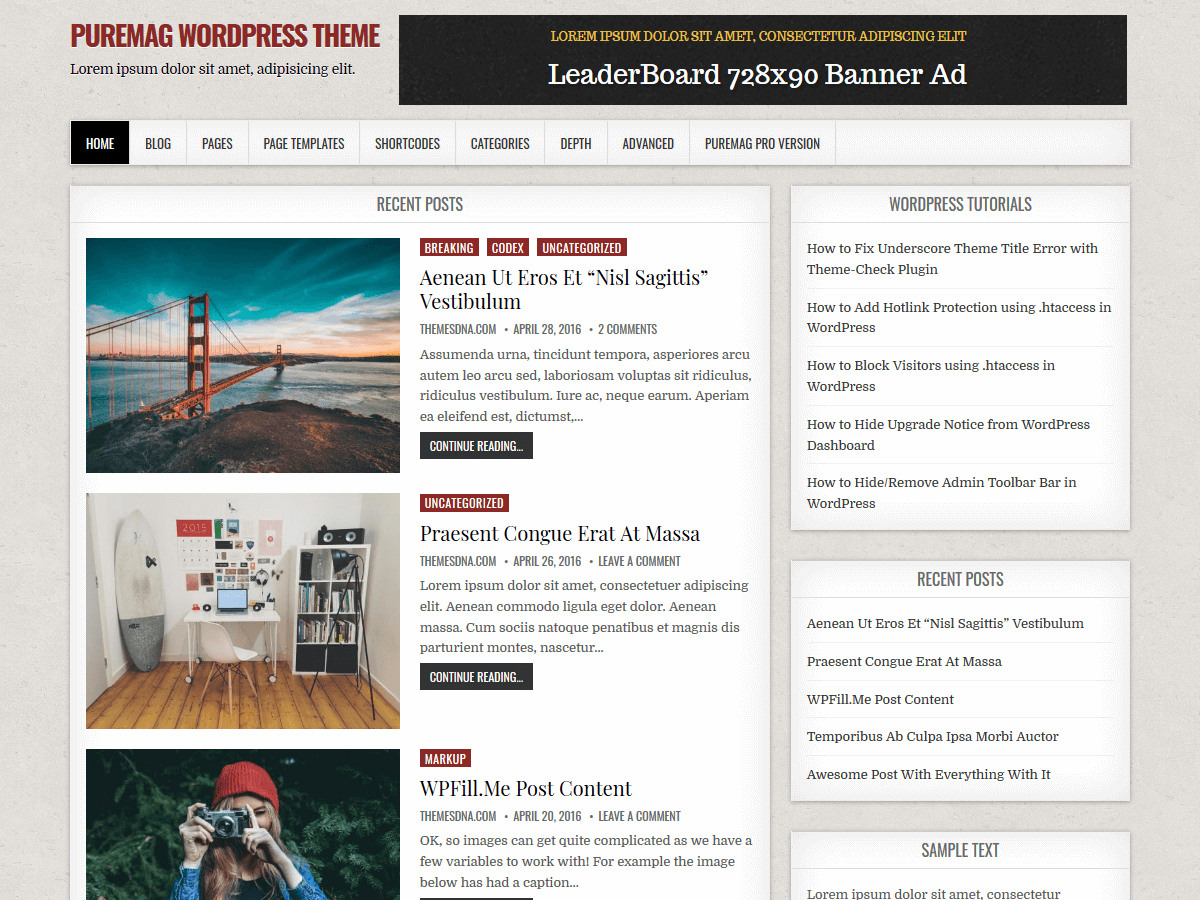 PUREMAG WORDPRESS THEME
Lorem ipsum dolor sit amet, adipisicing elit.
LOREM IPSUM DOLOR SIT AMET, CONSECTETUR ADIPISCING ELIT
LeaderBoard 728x90 Banner Ad
HOME BLOG PAGES PAGE TEMPLATES SHORTCODES CATEGORIES DEPTH ADVANCED PUREMAG PRO VERSION
RECENT POSTS
BREAKING CODEX UNCATEGORIZED
Aenean Ut Eros Et “Nisl Sagittis”
Vestibulum
THEMESDNA.COM • APRIL 28, 2016 • 2 COMMENTS
Assumenda urna, tincidunt tempora, asperiores arcu
autem leo arcu sed, laboriosam voluptas sit ridiculus,
ridiculus vestibulum. Iure ac, neque earum. Aperiam
ea eleifend est, dictumst,...
CONTINUE READING...
2015
UNCATEGORIZED
Praesent Congue Erat At Massa
THEMESDNA.COM • APRIL 26, 2016 • LEAVE A COMMENT
Lorem ipsum dolor sit amet, consectetuer adipiscing
elit. Aenean commodo ligula eget dolor. Aenean
massa. Cum sociis natoque penatibus et magnis dis
parturient montes, nascetur...
CONTINUE READING...
MARKUP
WPFill.Me Post Content
THEMESDNA.COM • APRIL 20, 2016 • LEAVE A COMMENT
OK, so images can get quite complicated as we have a
few variables to work with! For example the image
below has had a caption...
WORDPRESS TUTORIALS
How to Fix Underscore Theme Title Error with
Theme-Check Plugin
How to Add Hotlink Protection using .htaccess in
WordPress
How to Block Visitors using .htaccess in
WordPress
How to Hide Upgrade Notice from WordPress
Dashboard
How to Hide/Remove Admin Toolbar Bar in
WordPress
RECENT POSTS
Aenean Ut Eros Et “Nisl Sagittis” Vestibulum
Praesent Congue Erat At Massa
WPFill.Me Post Content
Temporibus Ab Culpa Ipsa Morbi Auctor
Awesome Post With Everything With It
SAMPLE TEXT
Lorem ipsum dolor sit amet, consectetur